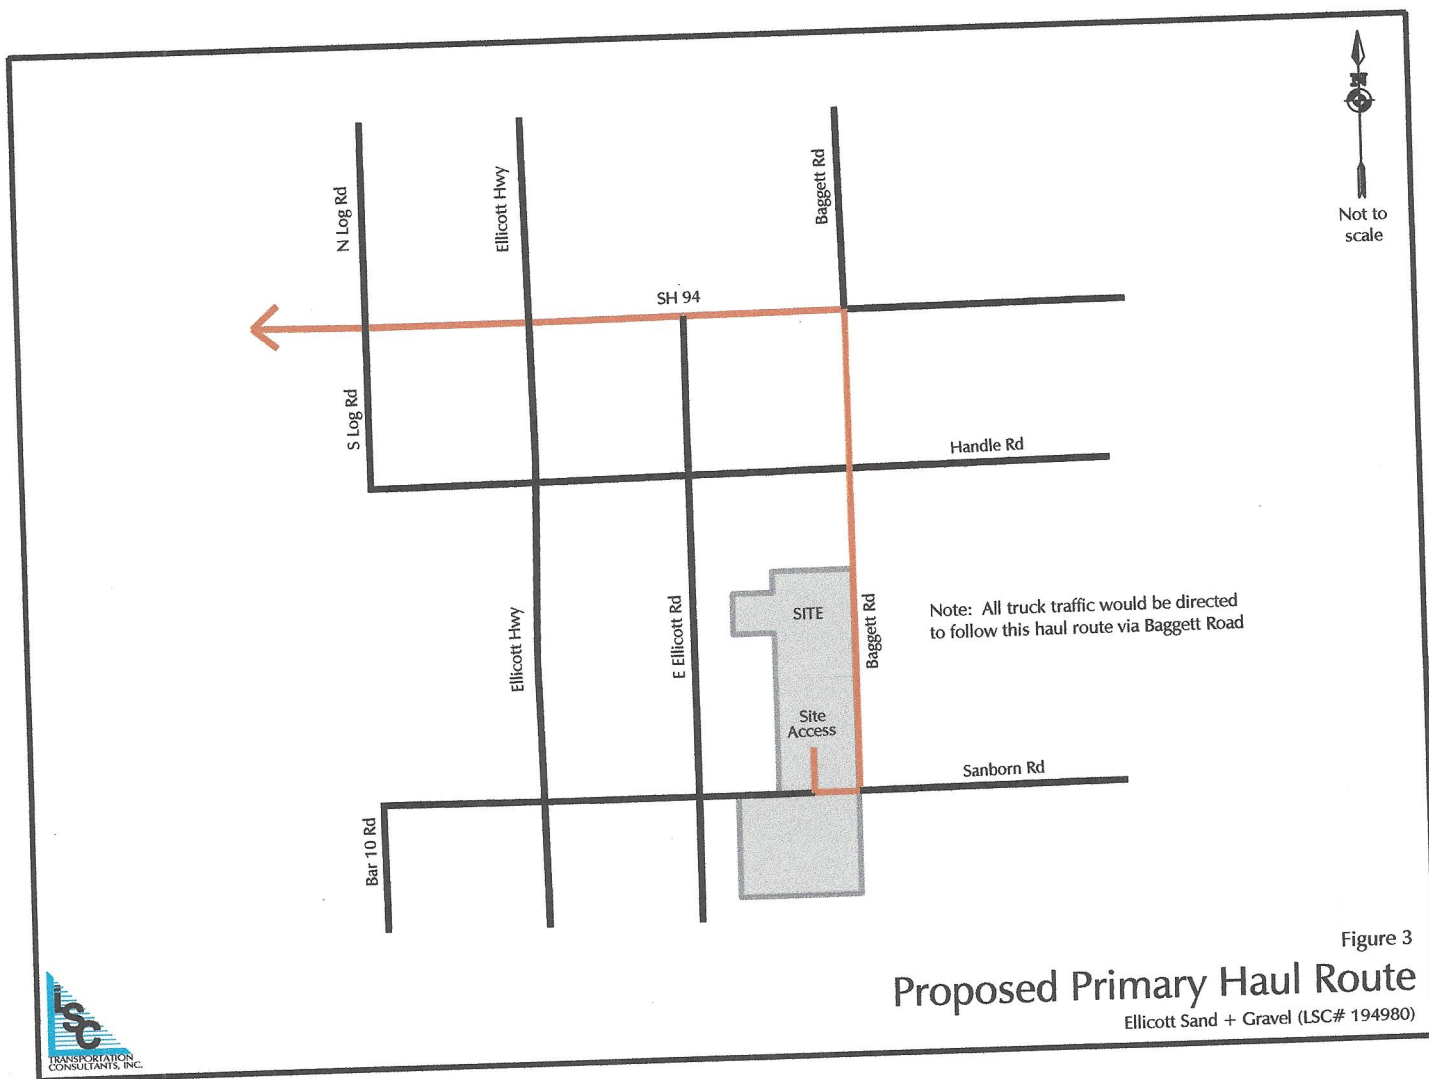 N
Not to
scale
N Log Rd
Ellicott Hwy
Baggett Rd
SH 94
S Log Rd
Handle Rd
Ellicott Hwy
E Ellicott Rd
SITE
Baggett Rd
Note: All truck traffic would be directed
to follow this haul route via Baggett Road
Site
Access
Sanborn Rd
Bar 10 Rd
Figure 3
Proposed Primary Haul Route
Ellicott Sand + Gravel (LSC# 194980)
LSC
TRANSPORTATION
CONSULTANTS, INC.